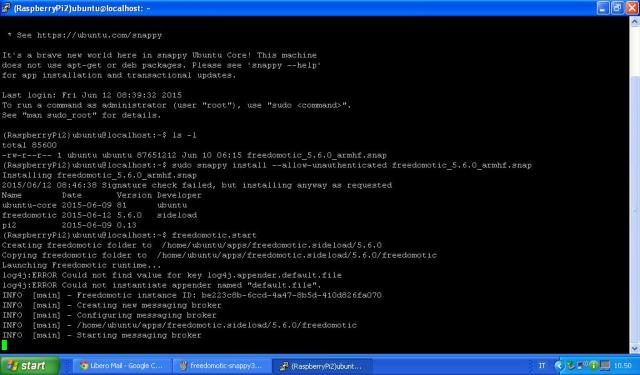 (RaspberryPi2)ubuntu@localhost: ~
* See https://ubuntu.com/snappy
It's a brave new world here in snappy Ubuntu Core! This machine
does not use apt-get or deb packages. Please see 'snappy --help'
for app installation and transactional updates.
Last login: Fri Jun 12 08:39:32 2015
To run a command as administrator (user "root"), use "sudo <command>".
See "man sudo_root" for details.
(RaspberryPi2)ubuntu@localhost:~$ ls -l
total 85600
-rw-r--r-- 1 ubuntu ubuntu 87651212 Jun 10 06:15 freedomotic_5.6.0_armhf.snap
(RaspberryPi2)ubuntu@localhost:~$ sudo snappy install --allow-unauthenticated freedomotic_5.6.0_armhf.snap
Installing freedomotic_5.6.0_armhf.snap
2015/06/12 08:46:38 Signature check failed, but installing anyway as requested
Name Date Version Developer
ubuntu-core 2015-06-09 81 ubuntu
freedomotic 2015-06-12 5.6.0 sideload
pi2 2015-06-09 0.13
(RaspberryPi2)ubuntu@localhost:~$ freedomotic.start
Creating freedomotic folder to /home/ubuntu/apps/freedomotic.sideload/5.6.0
Copying freedomotic folder to /home/ubuntu/apps/freedomotic.sideload/5.6.0/freedomotic
Launching Freedomotic runtime...
log4j:ERROR Could not find value for key log4j.appender.default.file
log4j:ERROR Could not instantiate appender named "default.file".
INFO [main] - Freedomotic instance ID: be223c8b-6ccd-4a47-8b5d-410d826fa070
INFO [main] - Creating new messaging broker
INFO [main] - Configuring messaging broker
INFO [main] - /home/ubuntu/apps/freedomotic.sideload/5.6.0/freedomotic
INFO [main] - Starting messaging broker
start
Libero Mail - Google C...
freedomotic-snappy3...
(RaspberryPi2)ubunt...
IT
10.50